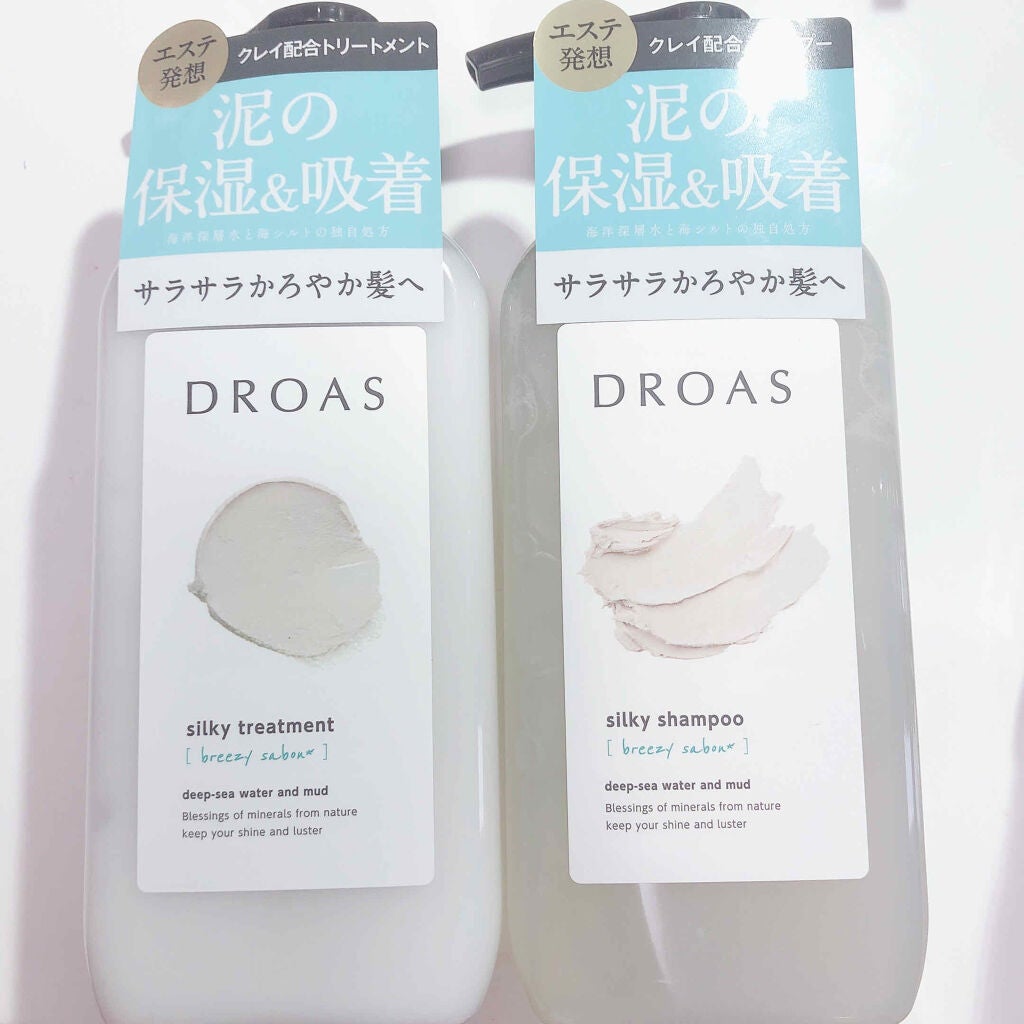 エステ
発想
クレイ配合トリートメント
泥の
保湿&吸着
海洋深層水と海シルトの独自処方
サラサラかろやか髪へ
DROAS
silky treatment
[ breezy sabon* ]
deep-sea water and mud
Blessings of minerals from nature
keep your shine and luster
エステ
発想
クレイ配合
泥の
保湿&吸着
海洋深層水と海シルトの独自処方
サラサラかろやか髪へ
DROAS
silky shampoo
[ breezy sabon* ]
deep-sea water and mud
Blessings of minerals from nature
keep your shine and luster